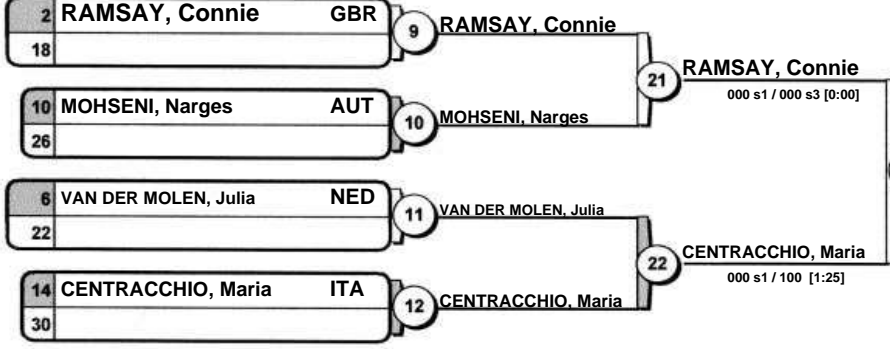 2 RAMSAY, Connie GBR
18
9
RAMSAY, Connie
10 MOHSENI, Narges AUT
26
10
MOHSENI, Narges
21
RAMSAY, Connie
000 s1 / 000 s3 [0:00]
6 VAN DER MOLEN, Julia NED
22
11
VAN DER MOLEN, Julia
14 CENTRACCHIO, Maria ITA
30
12
CENTRACCHIO, Maria
22
CENTRACCHIO, Maria
000 s1 / 100 [1:25]